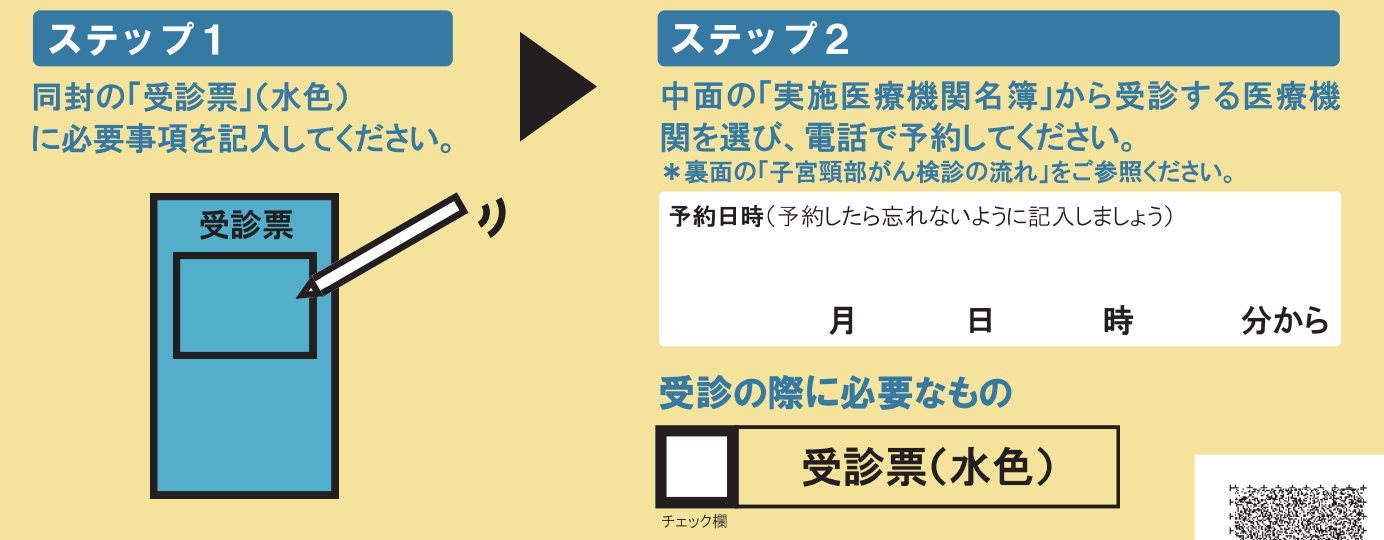 ステップ1
同封の「受診票」(水色)
に必要事項を記入してください。
受診票
ステップ2
中面の「実施医療機関名簿」から受診する医療機
関を選び、電話で予約してください。
＊裏面の「子宮頸部がん検診の流れ」をご参照ください。
予約日時(予約したら忘れないように記入しましょう)
月 日 時 分から
受診の際に必要なもの
受診票(水色)
チェック欄